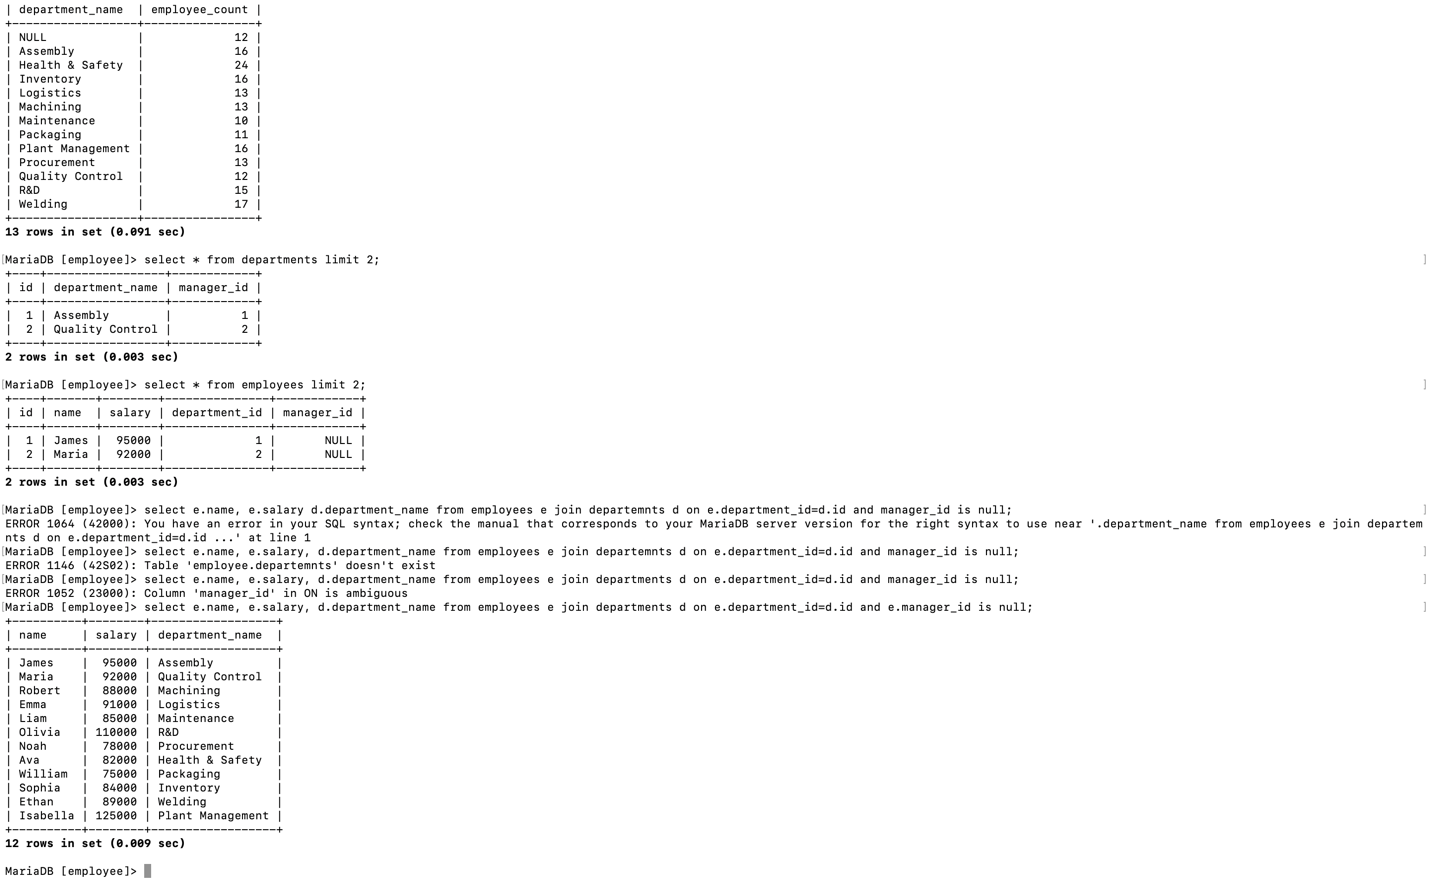 | department_name  | employee_count |
+------------------+----------------+
| NULL             |             12 |
| Assembly         |             16 |
| Health & Safety  |             24 |
| Inventory        |             16 |
| Logistics        |             13 |
| Machining        |             13 |
| Maintenance      |             10 |
| Packaging        |             11 |
| Plant Management |             16 |
| Procurement      |             13 |
| Quality Control  |             12 |
| R&D              |             15 |
| Welding          |             17 |
+------------------+----------------+
13 rows in set (0.091 sec)
[MariaDB [employee]> select * from departments limit 2; ]
+----+-----------------+------------+
| id | department_name | manager_id |
+----+-----------------+------------+
|  1 | Assembly        |          1 |
|  2 | Quality Control |          2 |
+----+-----------------+------------+
2 rows in set (0.003 sec)
[MariaDB [employee]> select * from employees limit 2; ]
+----+-------+--------+---------------+------------+
| id | name  | salary | department_id | manager_id |
+----+-------+--------+---------------+------------+
|  1 | James |  95000 |             1 |       NULL |
|  2 | Maria |  92000 |             2 |       NULL |
+----+-------+--------+---------------+------------+
2 rows in set (0.003 sec)
[MariaDB [employee]> select e.name, e.salary d.department_name from employees e join departemnts d on e.department_id=d.id and manager_id is null; ]
ERROR 1064 (42000): You have an error in your SQL syntax; check the manual that corresponds to your MariaDB server version for the right syntax to use near '.department_name from employees e join departem
nts d on e.department_id=d.id ...' at line 1
[MariaDB [employee]> select e.name, e.salary, d.department_name from employees e join departemnts d on e.department_id=d.id and manager_id is null; ]
ERROR 1146 (42S02): Table 'employee.departemnts' doesn't exist
[MariaDB [employee]> select e.name, e.salary, d.department_name from employees e join departments d on e.department_id=d.id and manager_id is null; ]
ERROR 1052 (23000): Column 'manager_id' in ON is ambiguous
[MariaDB [employee]> select e.name, e.salary, d.department_name from employees e join departments d on e.department_id=d.id and e.manager_id is null; ]
+----------+--------+------------------+
| name     | salary | department_name  |
+----------+--------+------------------+
| James    |  95000 | Assembly         |
| Maria    |  92000 | Quality Control  |
| Robert   |  88000 | Machining        |
| Emma     |  91000 | Logistics        |
| Liam     |  85000 | Maintenance      |
| Olivia   | 110000 | R&D              |
| Noah     |  78000 | Procurement      |
| Ava      |  82000 | Health & Safety  |
| William  |  75000 | Packaging        |
| Sophia   |  84000 | Inventory        |
| Ethan    |  89000 | Welding          |
| Isabella | 125000 | Plant Management |
+----------+--------+------------------+
12 rows in set (0.009 sec)
MariaDB [employee]>